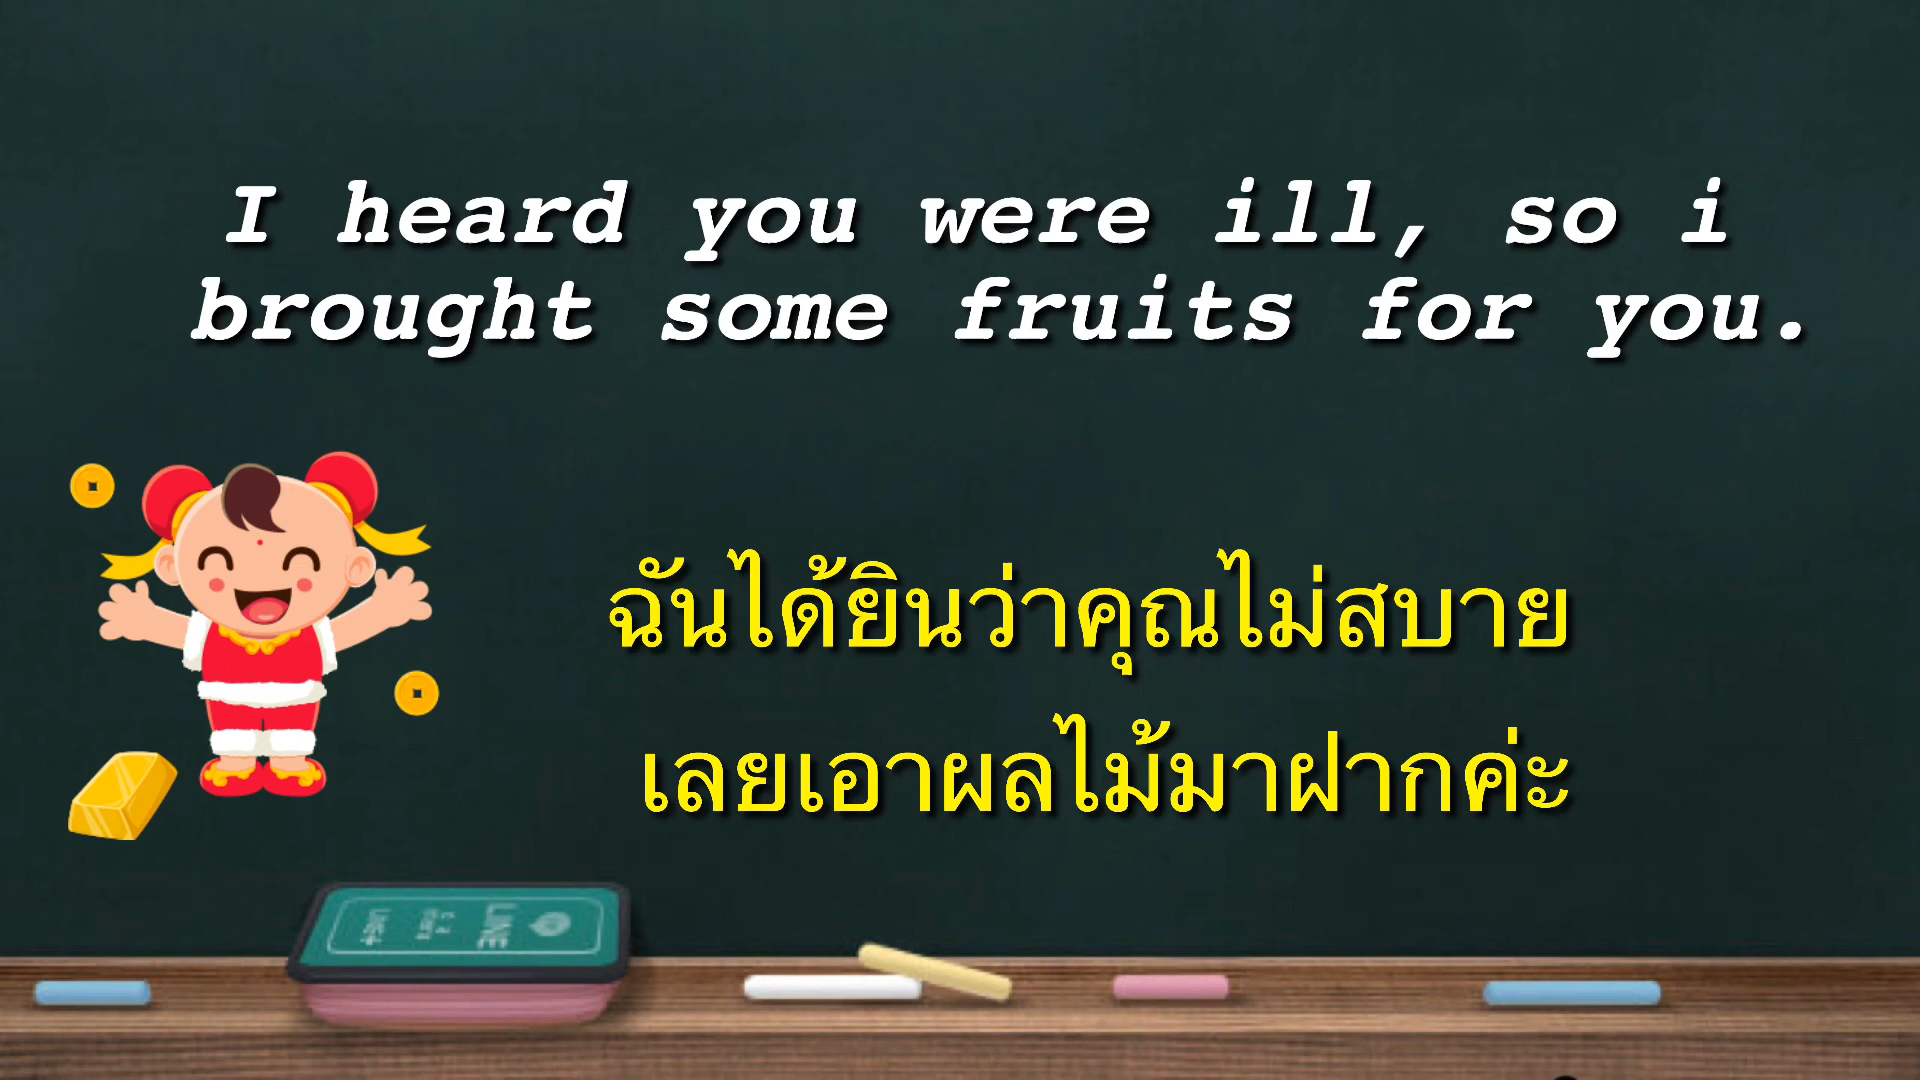 I heard you were ill, so i
brought some fruits for you.
ฉันได้ยินว่าคุณไม่สบาย
เลยเอาผลไม้มาฝากค่ะ
LINE